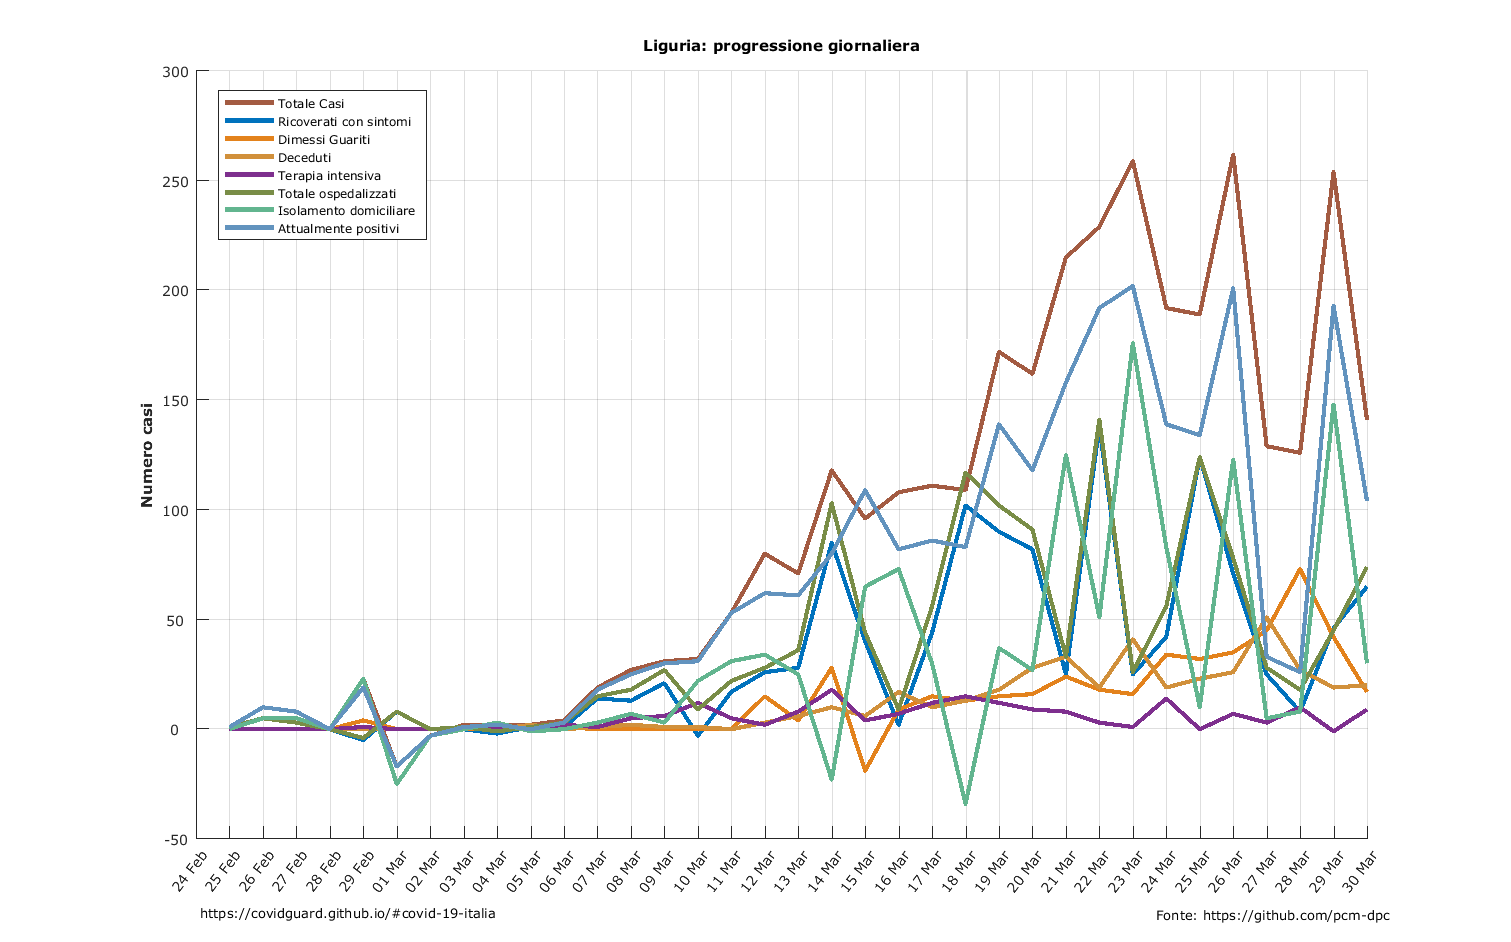 Liguria: progressione giornaliera
300
250
200
150
100
50
0
-50
Numero casi
Totale Casi
Ricoverati con sintomi
Dimessi Guariti
Deceduti
Terapia intensiva
Totale ospedalizzati
Isolamento domiciliare
Attualmente positivi
24 Feb
25 Feb
26 Feb
27 Feb
28 Feb
29 Feb
01 Mar
02 Mar
03 Mar
04 Mar
05 Mar
06 Mar
07 Mar
08 Mar
09 Mar
10 Mar
11 Mar
12 Mar
13 Mar
14 Mar
15 Mar
16 Mar
17 Mar
18 Mar
19 Mar
20 Mar
21 Mar
22 Mar
23 Mar
24 Mar
25 Mar
26 Mar
27 Mar
28 Mar
29 Mar
30 Mar
https://covidguard.github.io/#covid-19-italia
Fonte: https://github.com/pcm-dpc